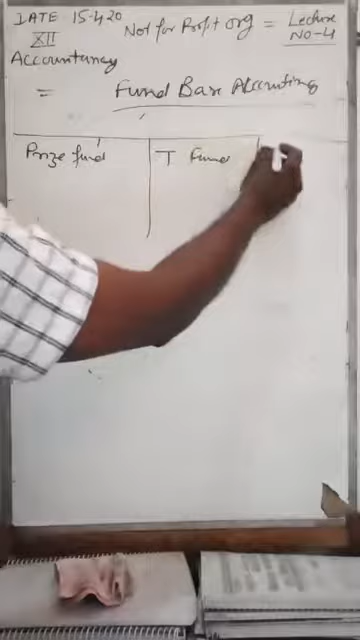 DATE 15-4-20 Not for Profit Org = Lecture No-4
XII
Accountancy
= Fund Base Accounting
Prize fund T Fund